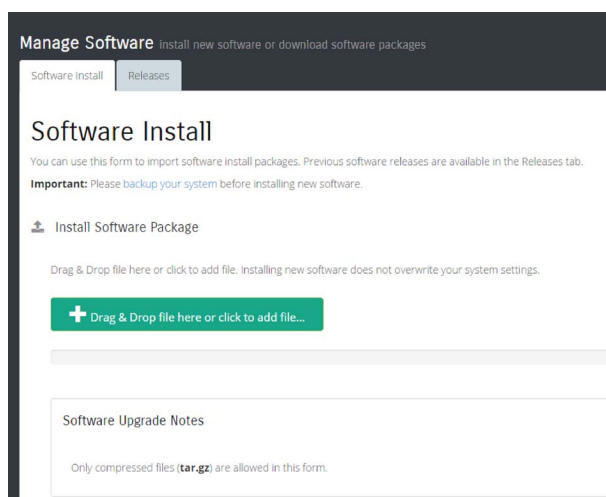 Manage Software install new software or download software packages
Software Install Releases
Software Install
You can use this form to import software install packages. Previous software releases are available in the Releases tab.
Important: Please backup your system before installing new software.
Install Software Package
Drag & Drop file here or click to add file. Installing new software does not overwrite your system settings.
Drag & Drop file here or click to add file...
Software Upgrade Notes
Only compressed files (tar.gz) are allowed in this form.